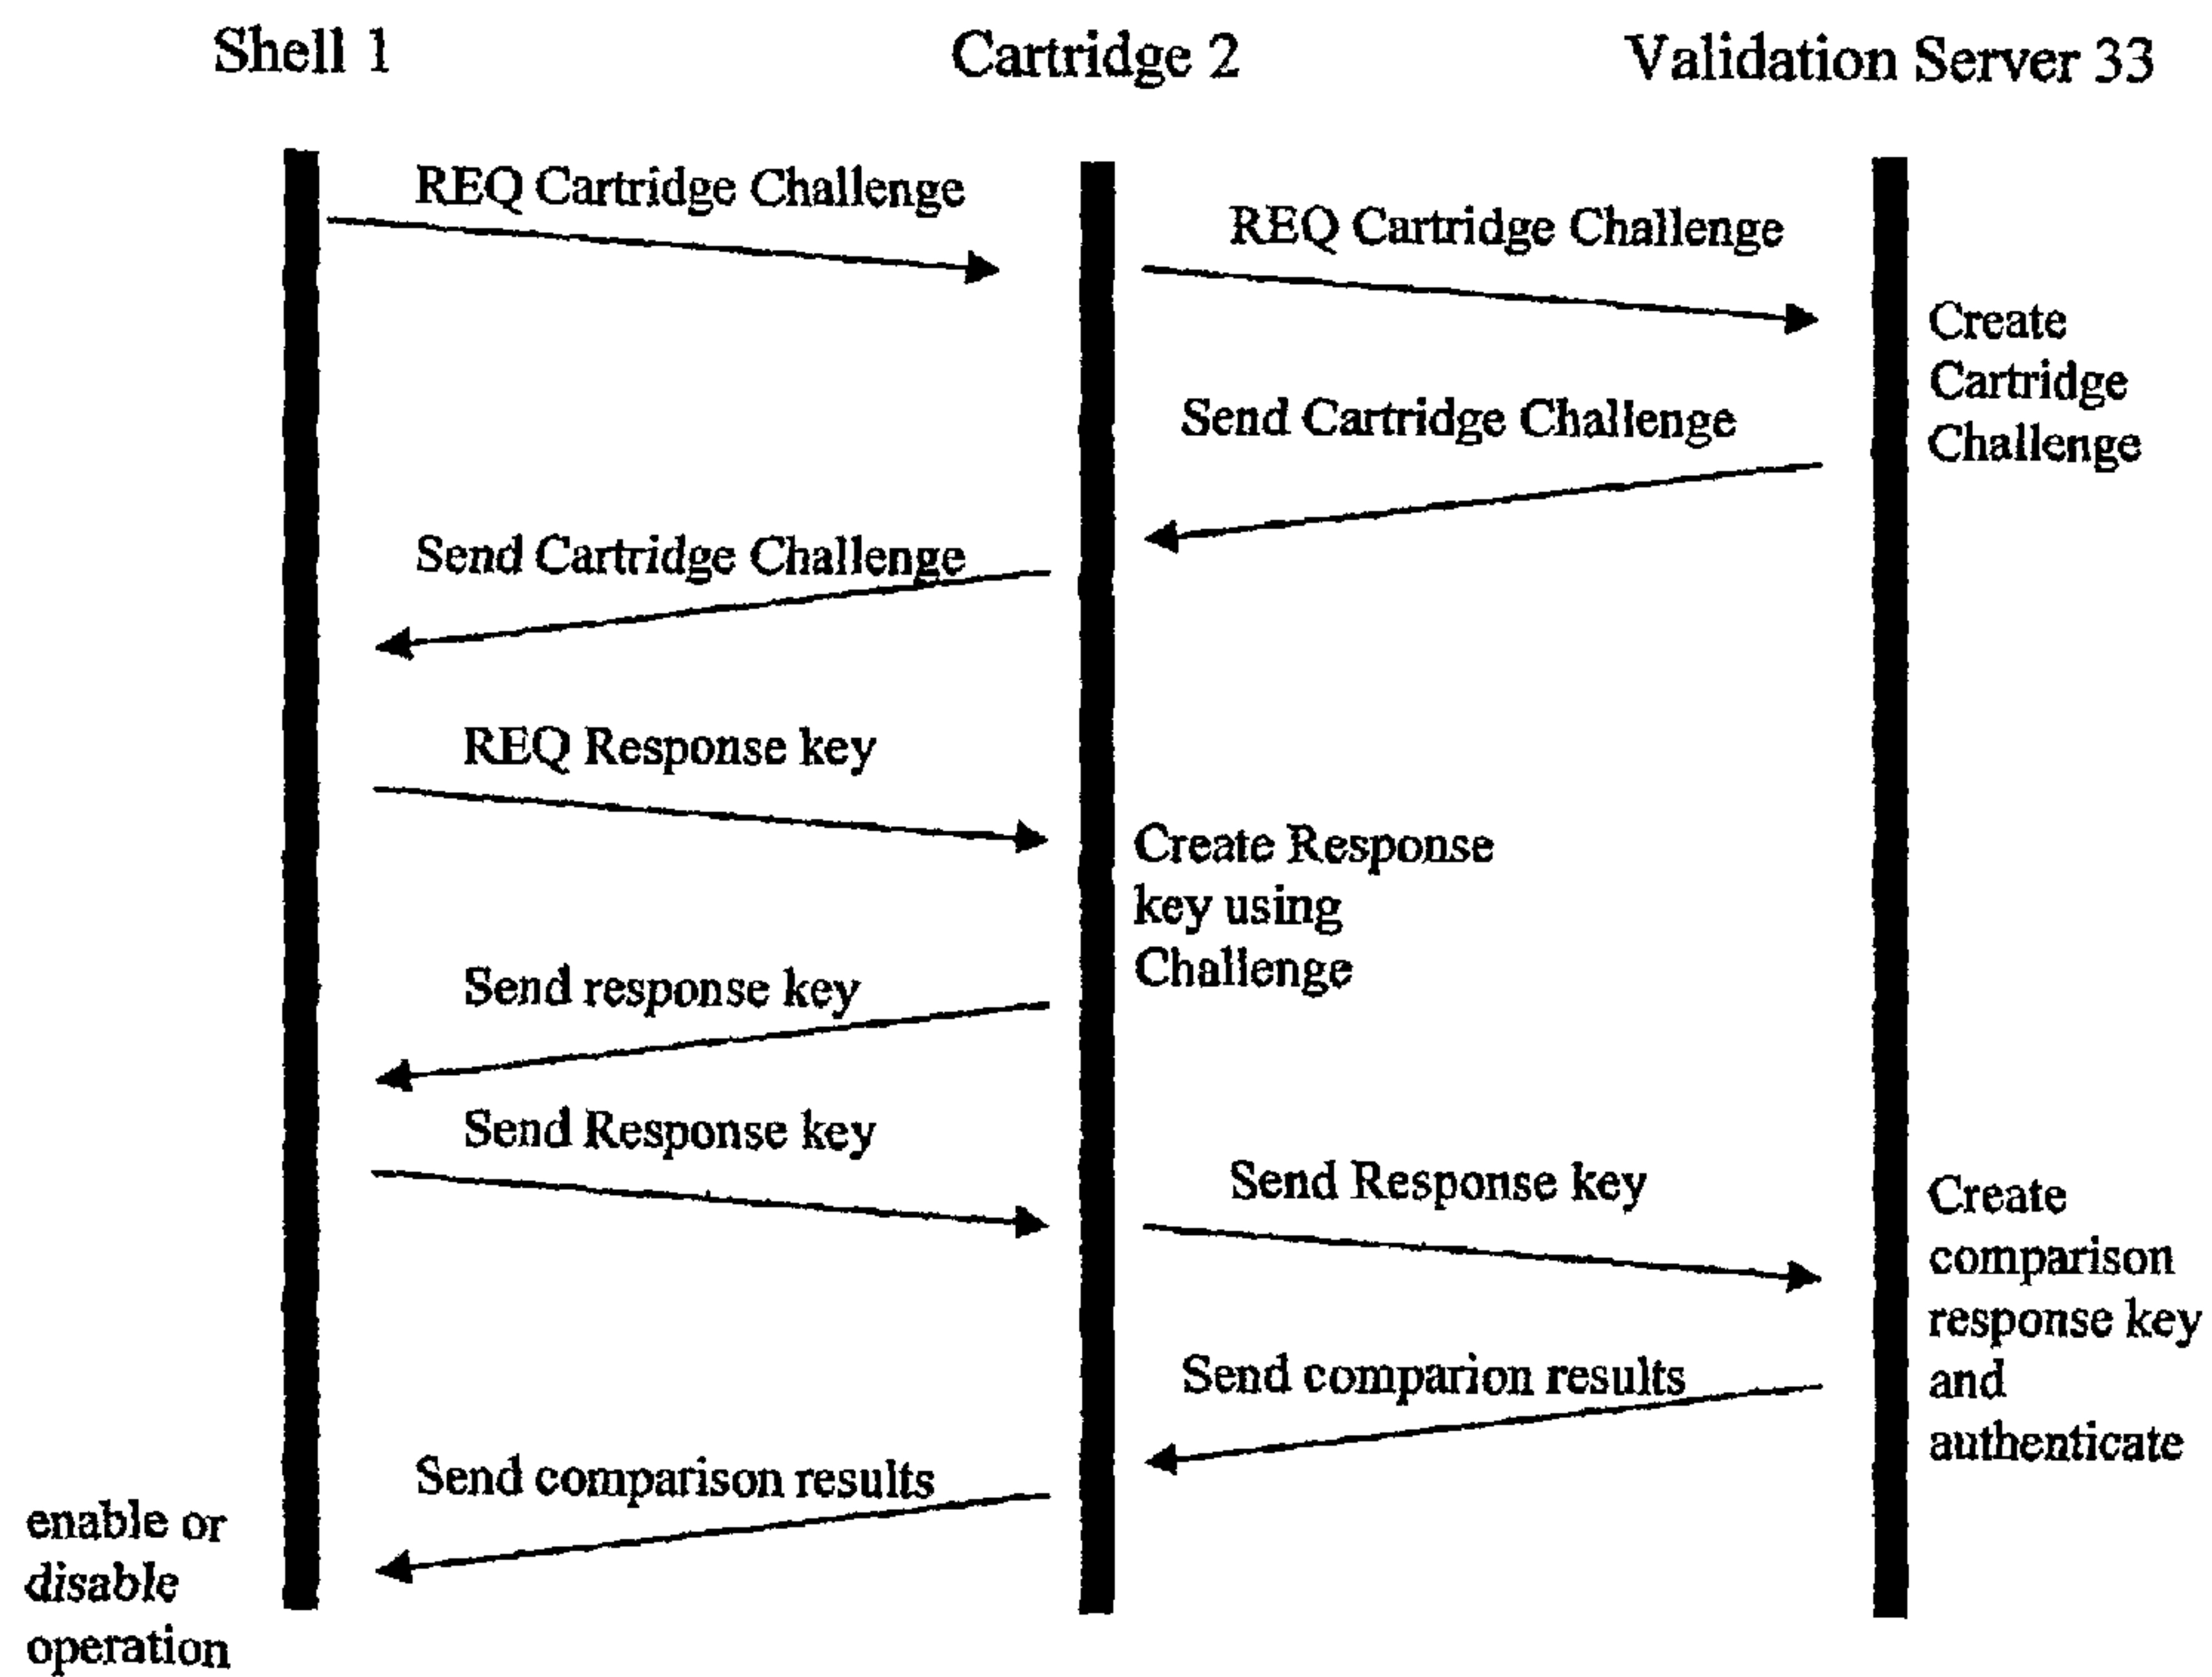 Shell 1
Cartridge 2
Validation Server 33
REQ Cartridge Challenge
REQ Cartridge Challenge
Create
Cartridge
Challenge
Send Cartridge Challenge
Send Cartridge Challenge
REQ Response key
Create Response
key using
Challenge
Send response key
Send Response key
Send Response key
Create
comparison
response key
and
authenticate
Send comparion results
Send comparison results
enable or
disable
operation